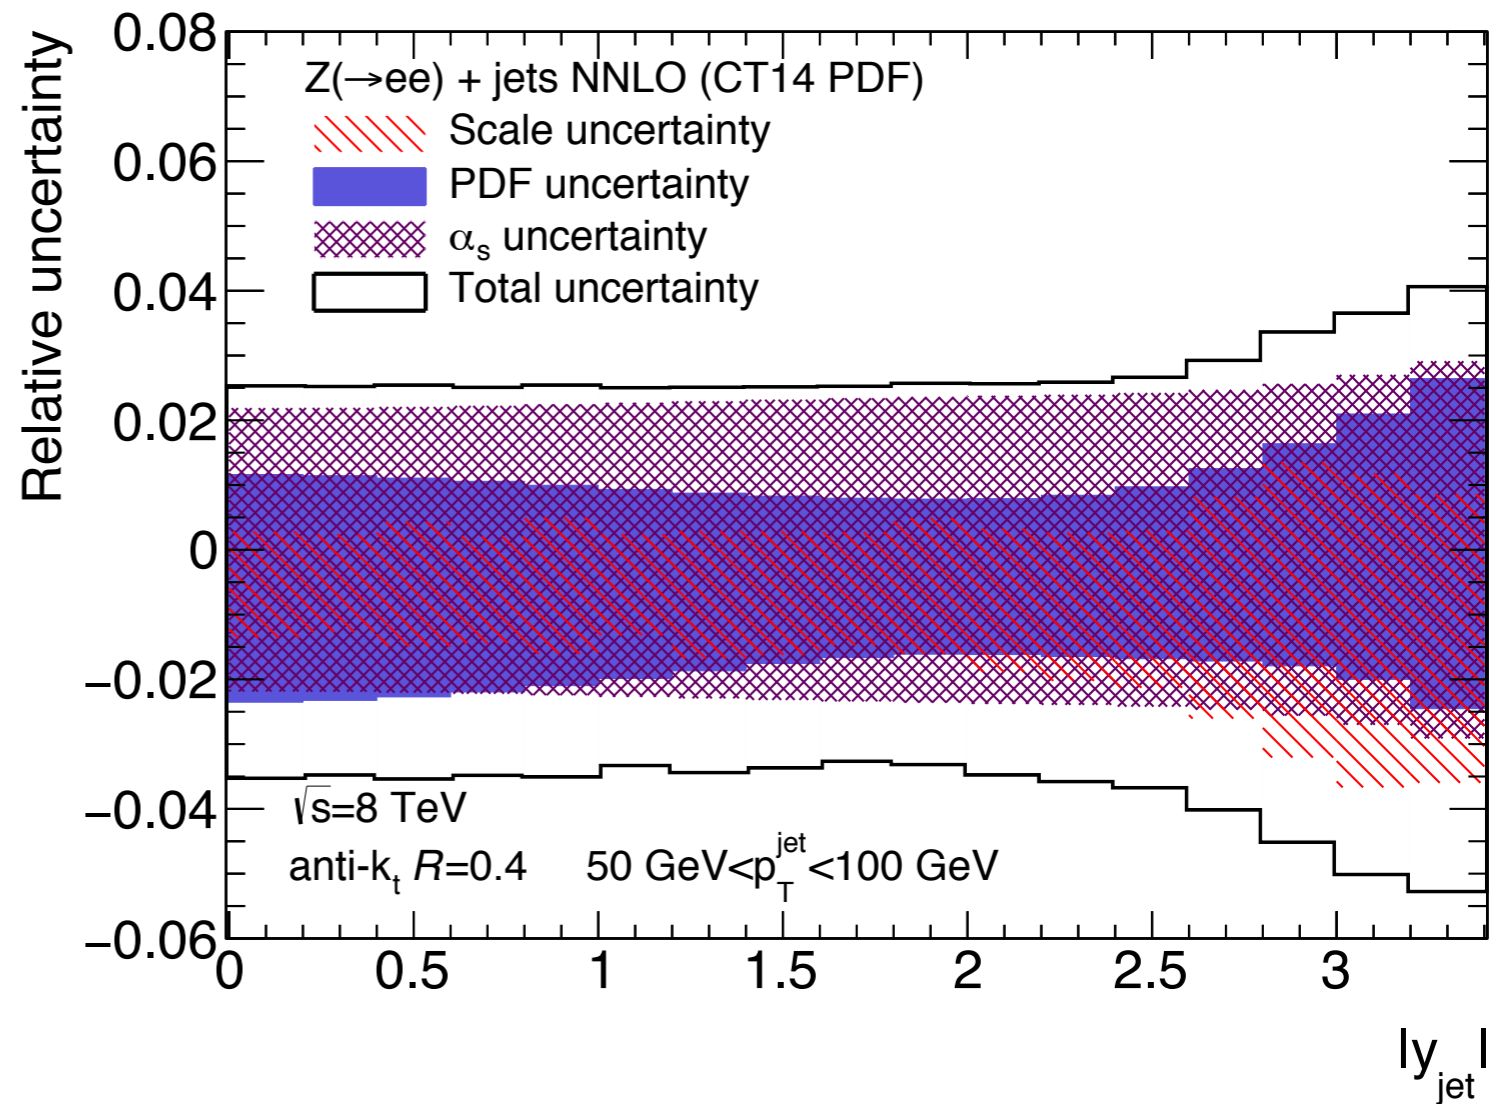 Relative uncertainty
0.08
0.06
0.04
0.02
0
−0.02
−0.04
−0.06
Z(→ee) + jets NNLO (CT14 PDF)
Scale uncertainty
PDF uncertainty
αs uncertainty
Total uncertainty
√s=8 TeV
anti-kt R=0.4 50 GeV<pTjet<100 GeV
0 0.5 1 1.5 2 2.5 3
|yjet|